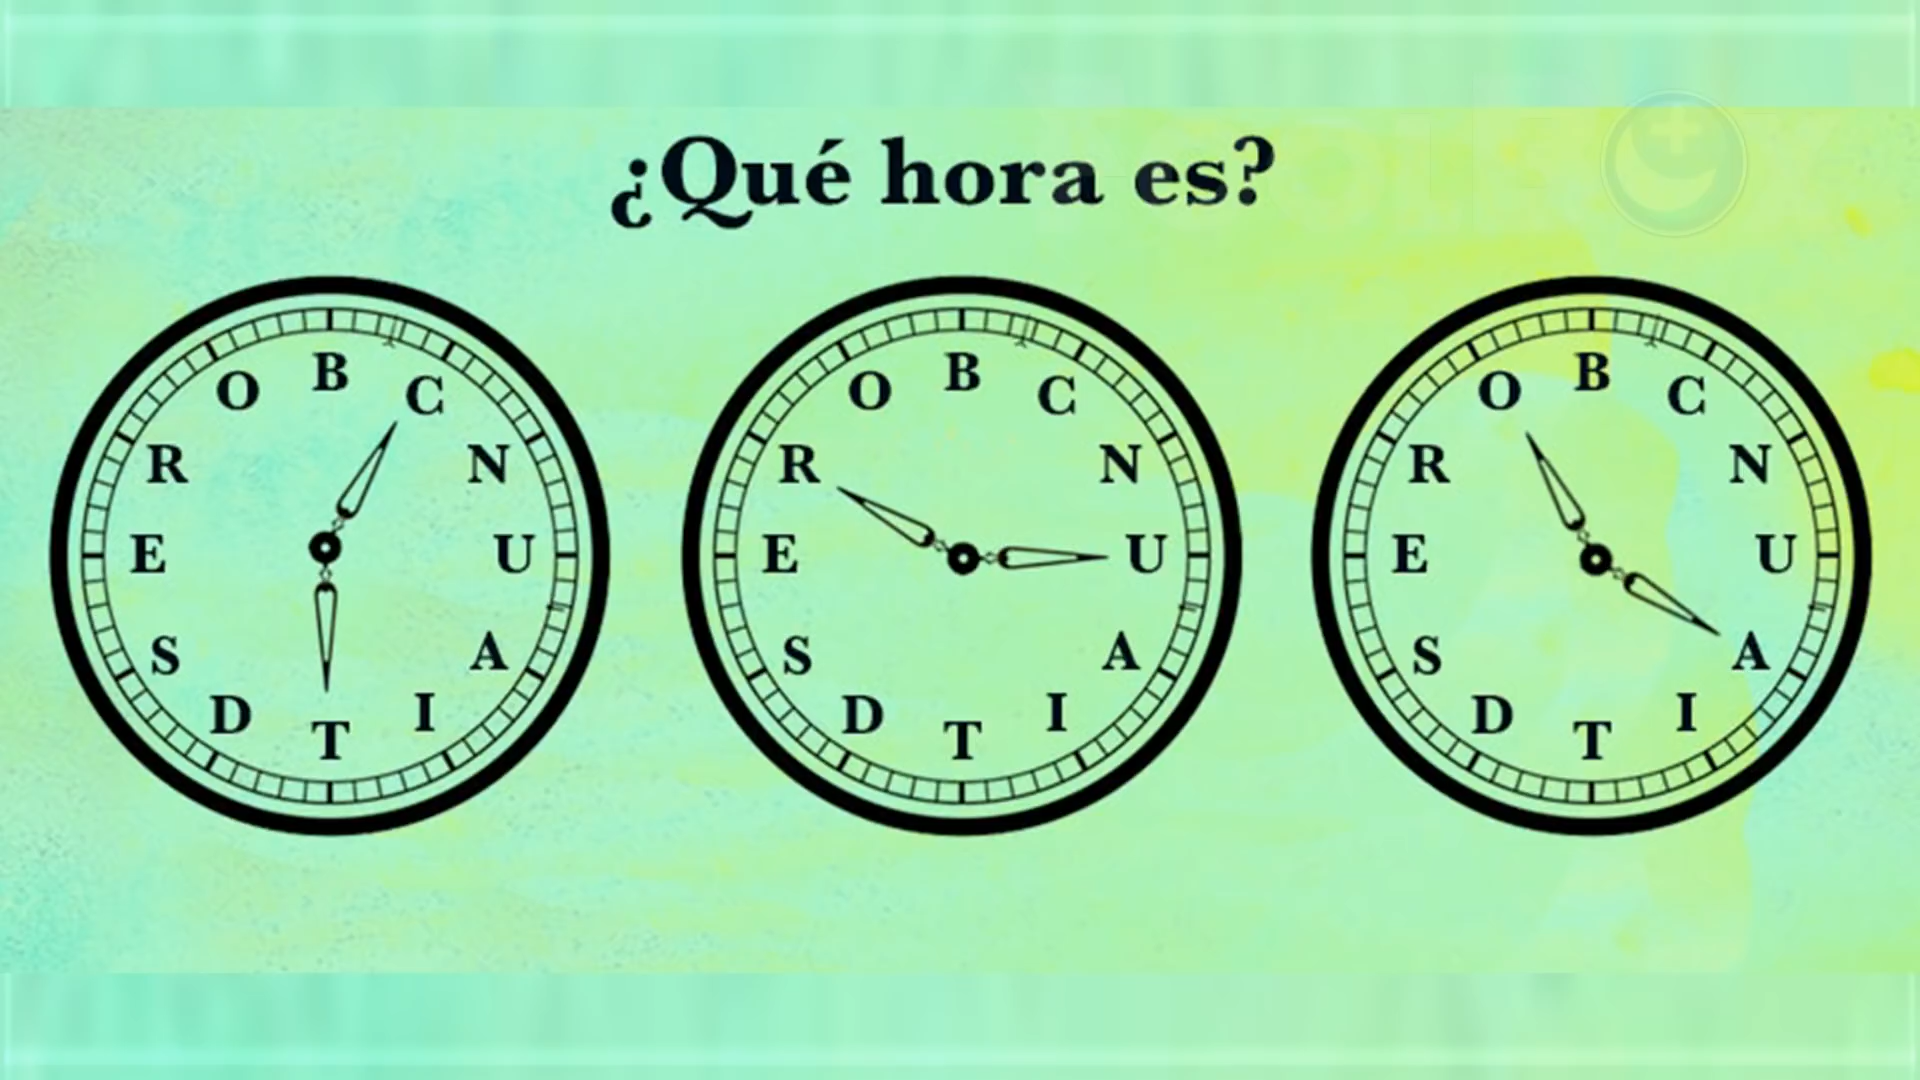 ¿Qué hora es?
B
O C
R N
E U
S A
D I
T
B
O C
R N
E U
S A
D I
T
B
O C
R N
E U
S A
D I
T